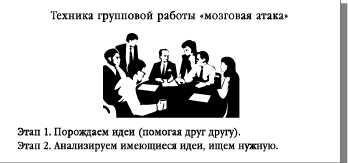 Техника групповой работы «мозговая атака»
Этап 1. Порождаем идеи (помогая друг другу).
Этап 2. Анализируем имеющиеся идеи, ищем нужную.